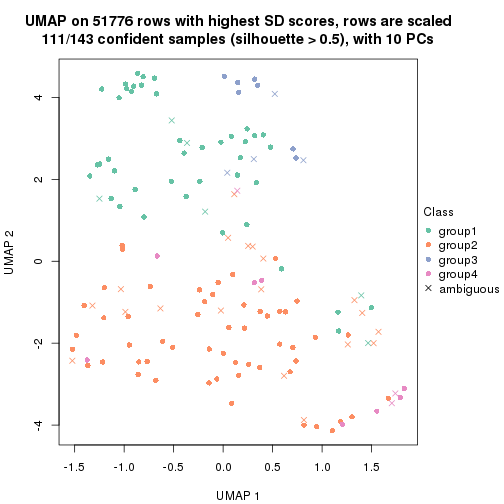 UMAP on 51776 rows with highest SD scores, rows are scaled
111/143 confident samples (silhouette > 0.5), with 10 PCs
4
2
0
-2
-4
UMAP 2
-1.5 -1.0 -0.5 0.0 0.5 1.0 1.5
UMAP 1
Class
group1
group2
group3
group4
ambiguous